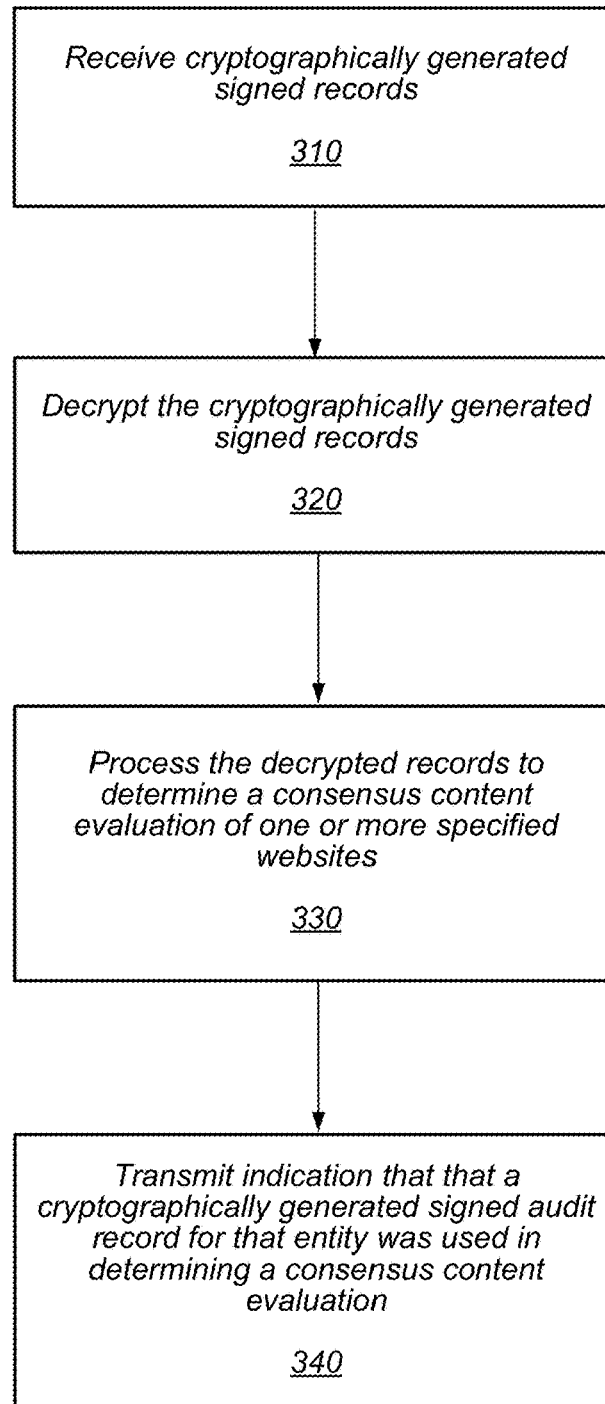 Receive cryptographically generated
signed records
310
Decrypt the cryptographically generated
signed records
320
Process the decrypted records to
determine a consensus content
evaluation of one or more specified
websites
330
Transmit indication that that a
cryptographically generated signed audit
record for that entity was used in
determining a consensus content
evaluation
340